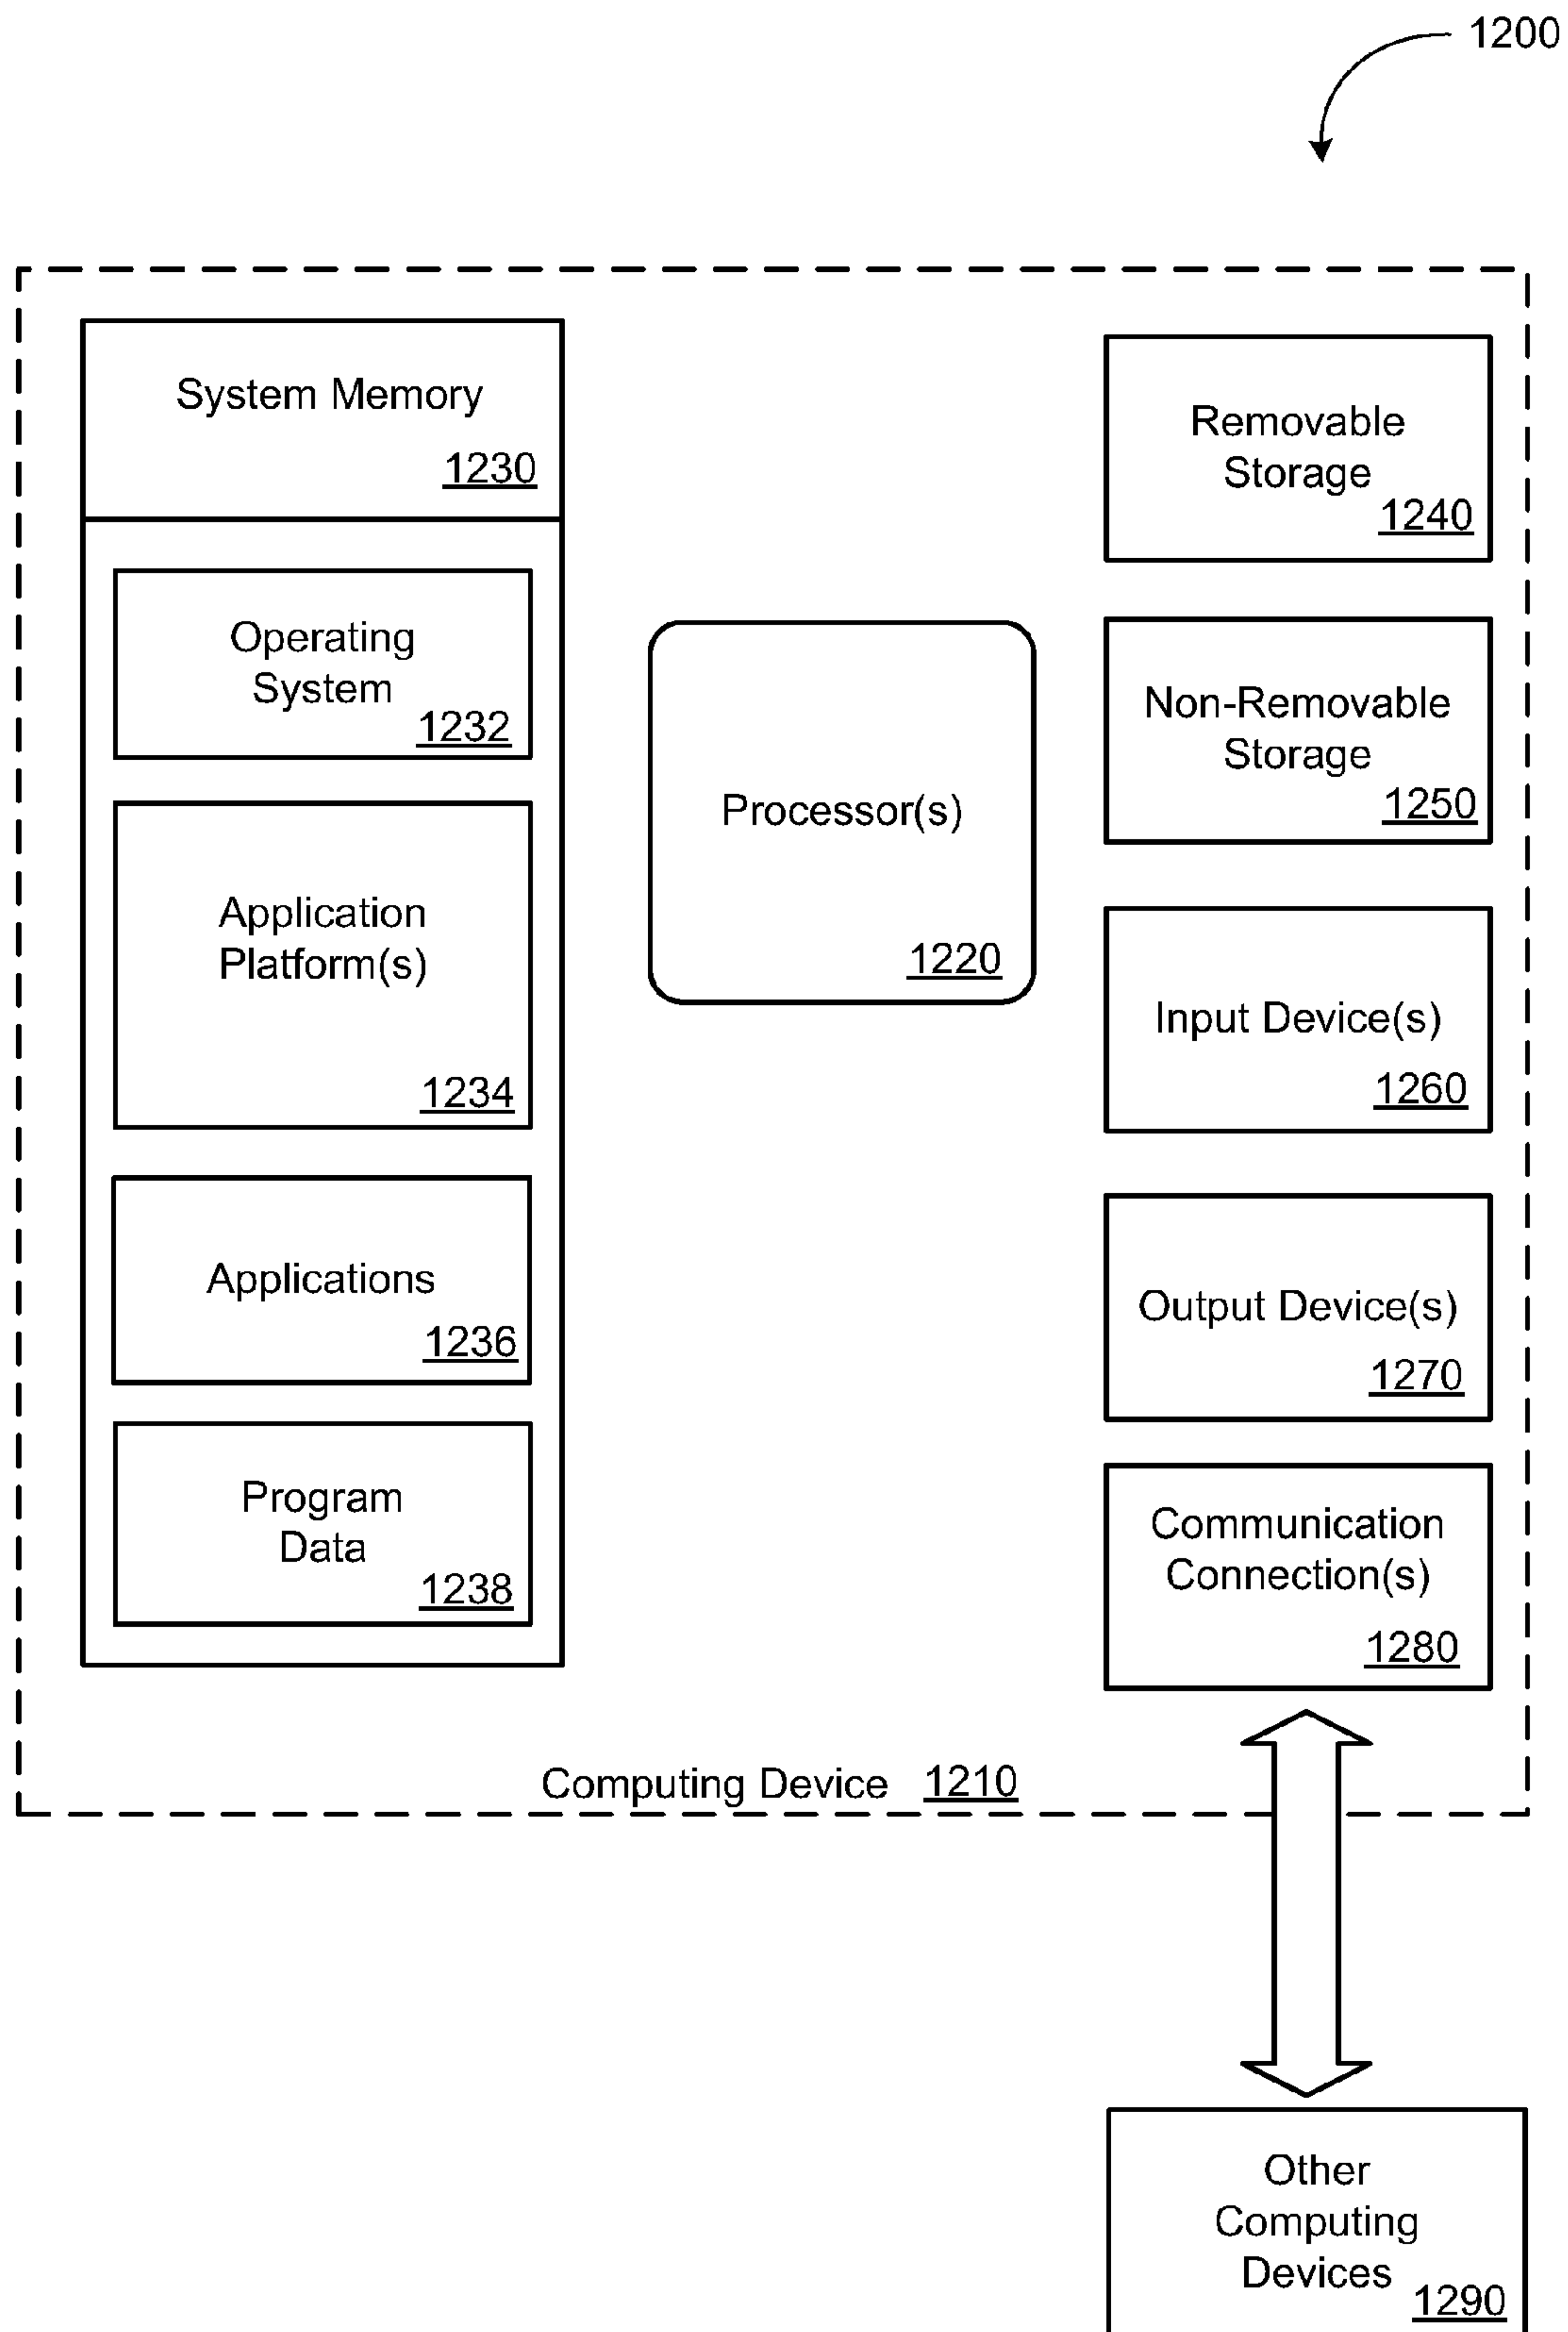 1200
System Memory
1230
Operating
System
1232
Application
Platform(s)
1234
Applications
1236
Program
Data
1238
Processor(s)
1220
Removable
Storage
1240
Non-Removable
Storage
1250
Input Device(s)
1260
Output Device(s)
1270
Communication
Connection(s)
1280
Computing Device 1210
Other
Computing
Devices
1290